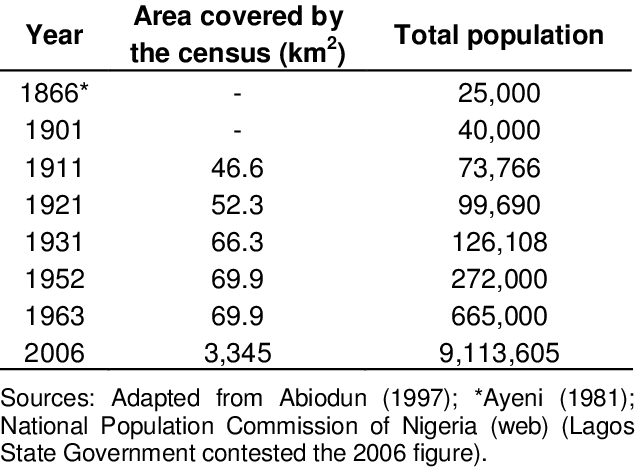 Year Area covered by the census (km²) Total population
1866* - 25,000
1901 - 40,000
1911 46.6 73,766
1921 52.3 99,690
1931 66.3 126,108
1952 69.9 272,000
1963 69.9 665,000
2006 3,345 9,113,605
Sources: Adapted from Abiodun (1997); *Ayeni (1981);
National Population Commission of Nigeria (web) (Lagos
State Government contested the 2006 figure).